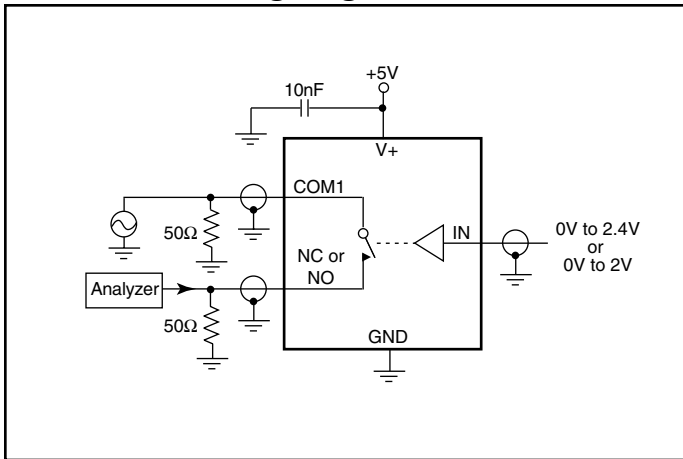 +5V
10nF
V+
COM1
50Ω
IN
0V to 2.4V
or
0V to 2V
NC or
NO
Analyzer
50Ω
GND